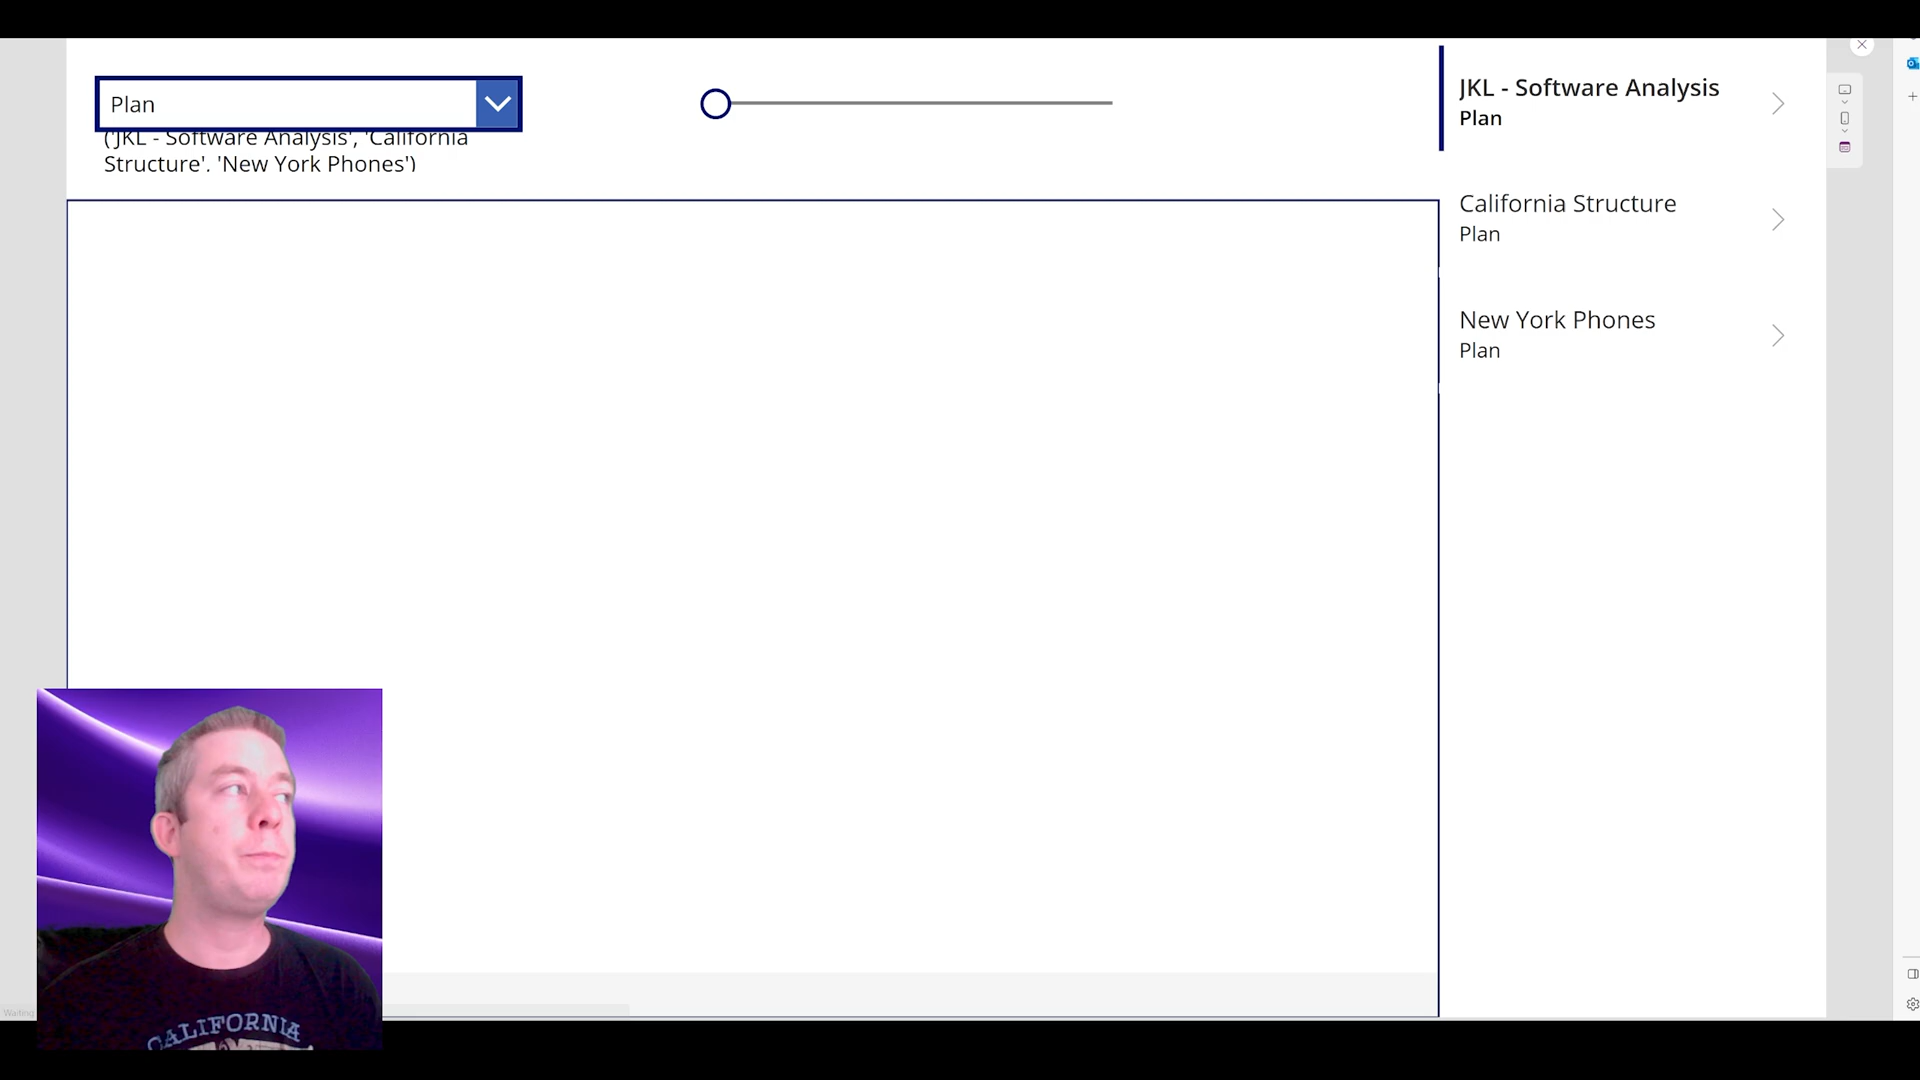 Plan
('JKL - Software Analysis', 'California
Structure', 'New York Phones')
JKL - Software Analysis
Plan
California Structure
Plan
New York Phones
Plan
Waiting
CALIFORNIA